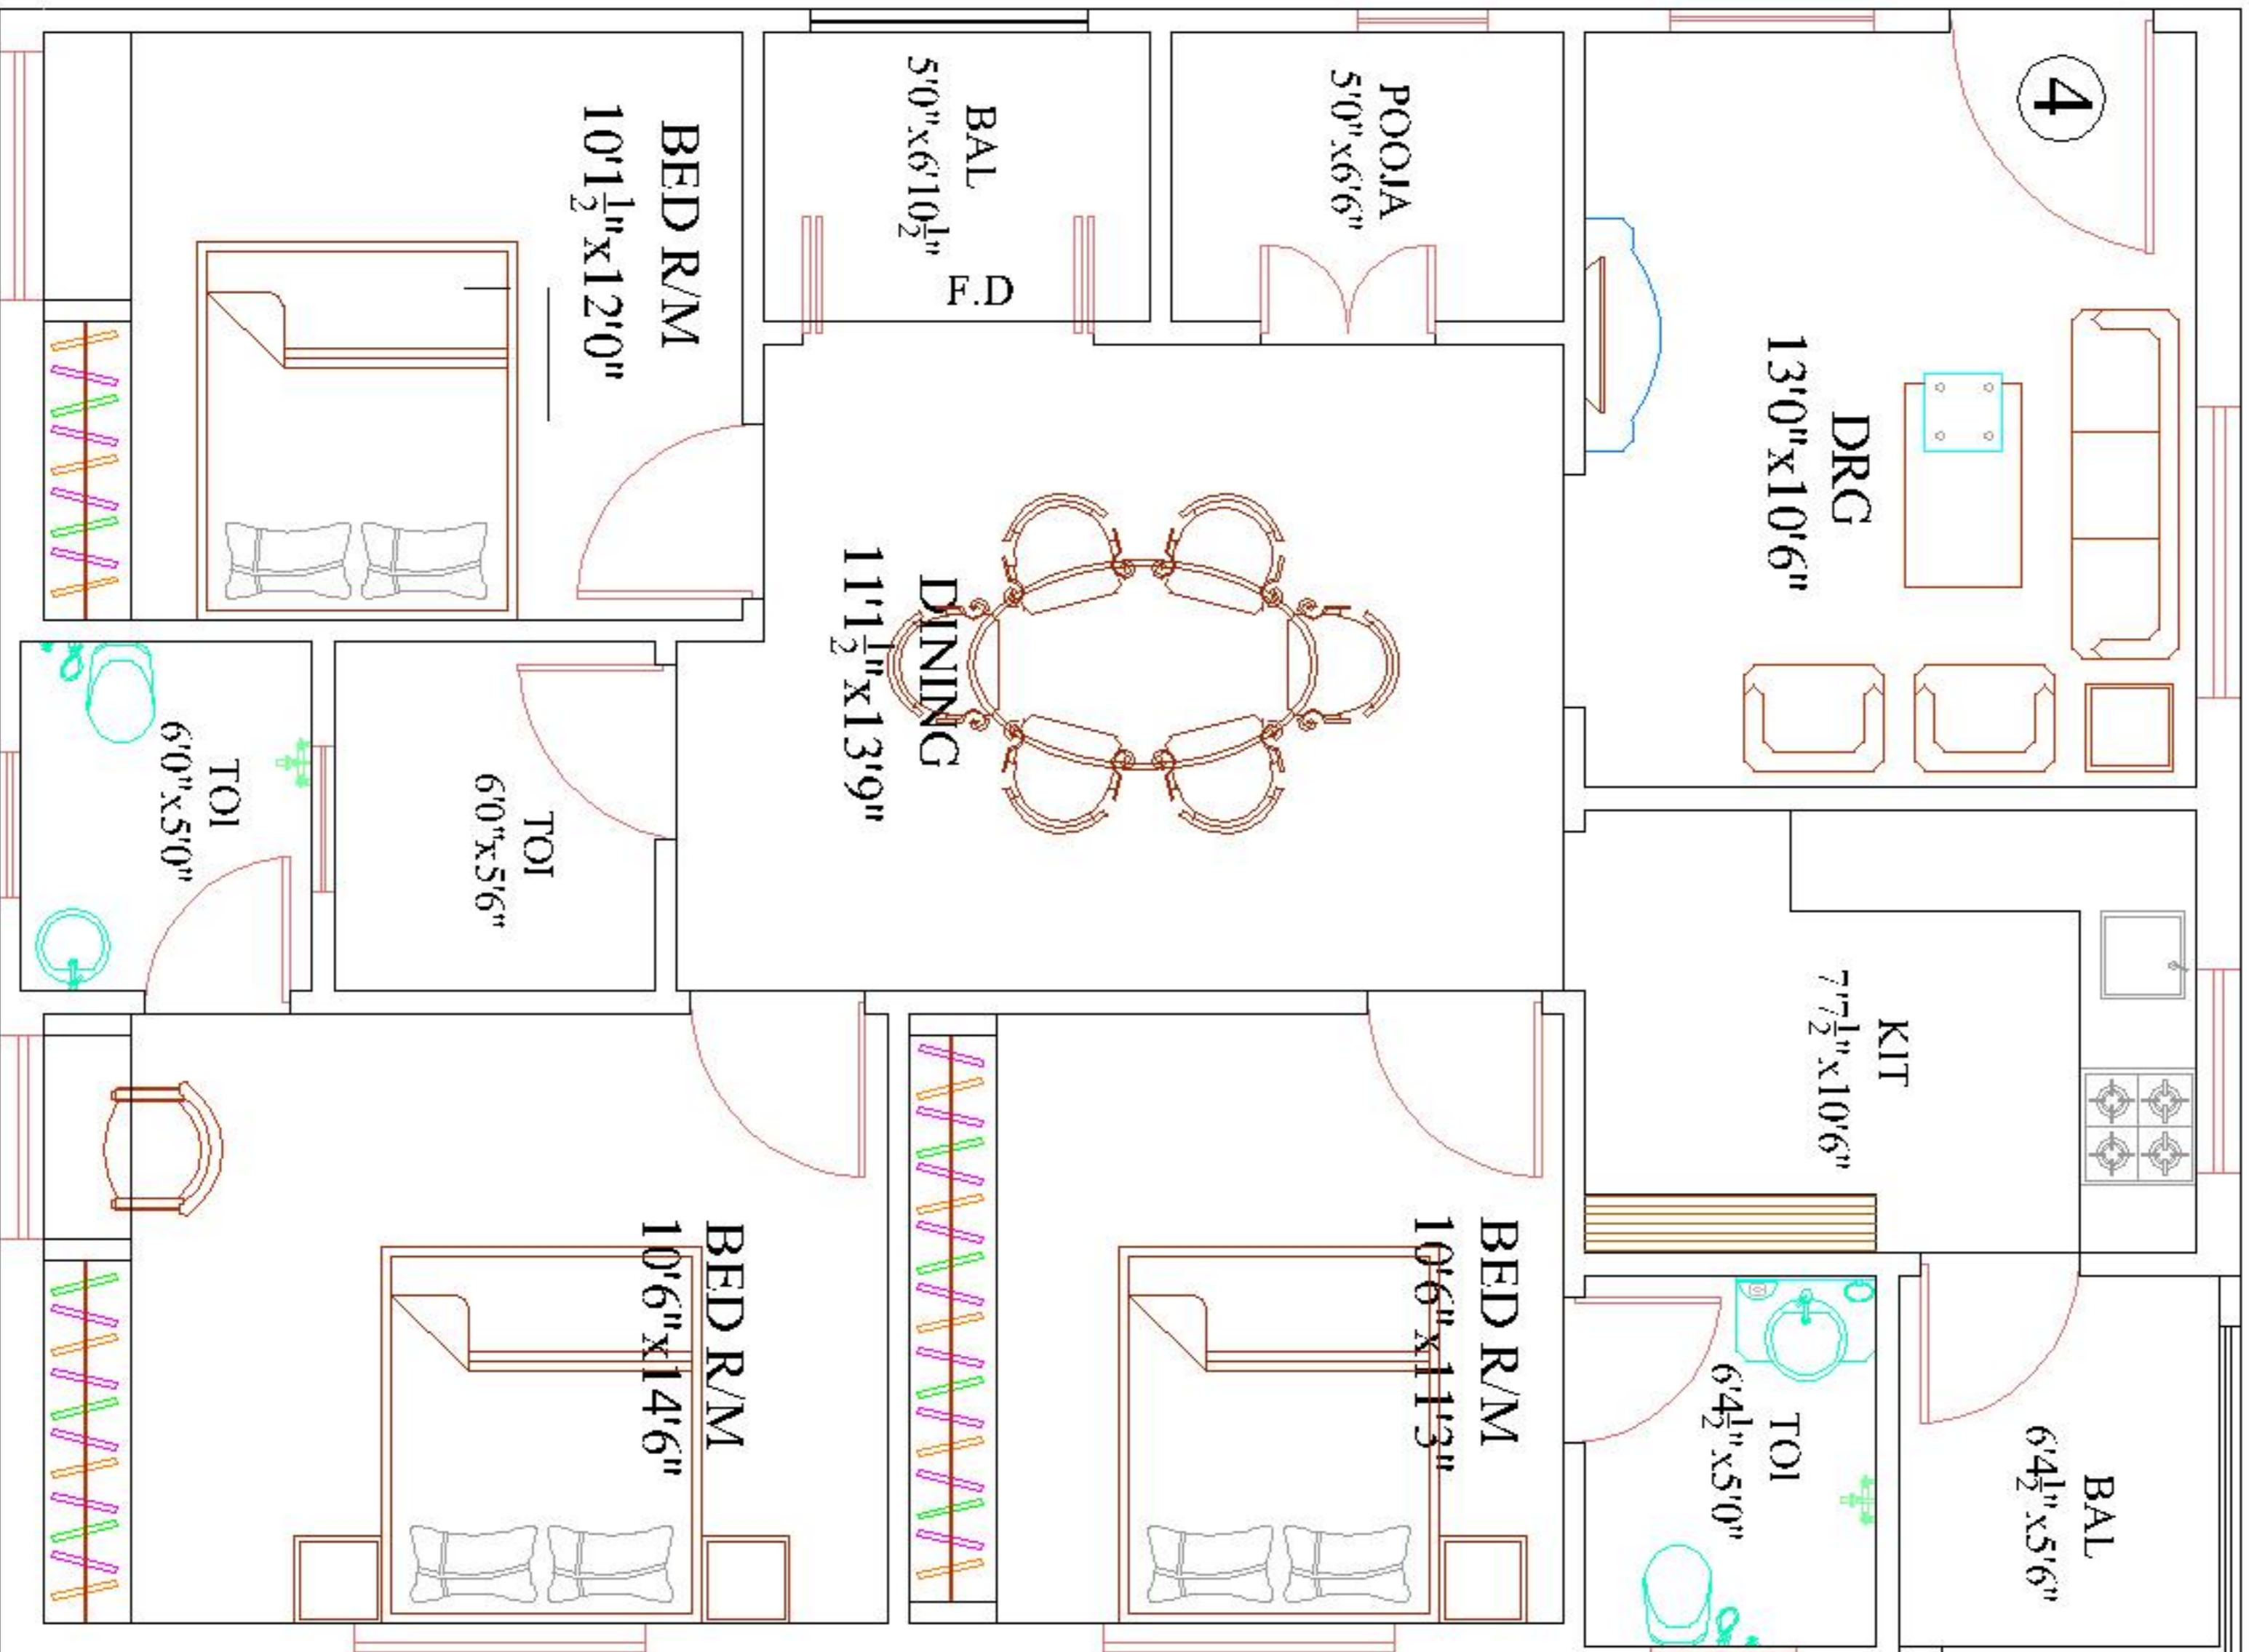 4
DRG
13'0"x10'6"
POOJA
5'0"x6'6"
BAL
5'0"x6'10½"
F.D
BED R/M
10'1½"x12'0"
DINING
11'1½"x13'9"
TOI
6'0"x5'6"
TOI
6'0"x5'0"
KIT
7'7½"x10'6"
BED R/M
10'6"x11'3"
BED R/M
10'6"x14'6"
TOI
6'4½"x5'0"
BAL
6'4½"x5'6"